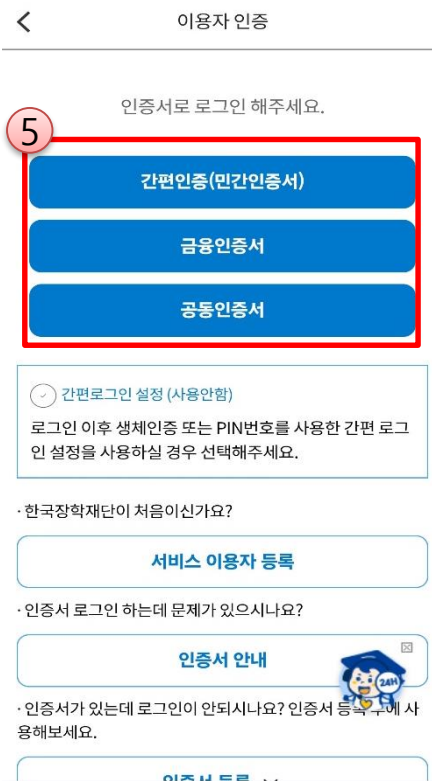 이용자 인증
인증서로 로그인 해주세요.
5
간편인증(민간인증서)
금융인증서
공동인증서
간편로그인 설정 (사용안함)
로그인 이후 생체인증 또는 PIN번호를 사용한 간편 로그
인 설정을 사용하실 경우 선택해주세요.
· 한국장학재단이 처음이신가요?
서비스 이용자 등록
· 인증서 로그인 하는데 문제가 있으시나요?
인증서 안내
24H
· 인증서가 있는데 로그인이 안되시나요? 인증서 등록 후에 사
용해보세요.
인증서 등록